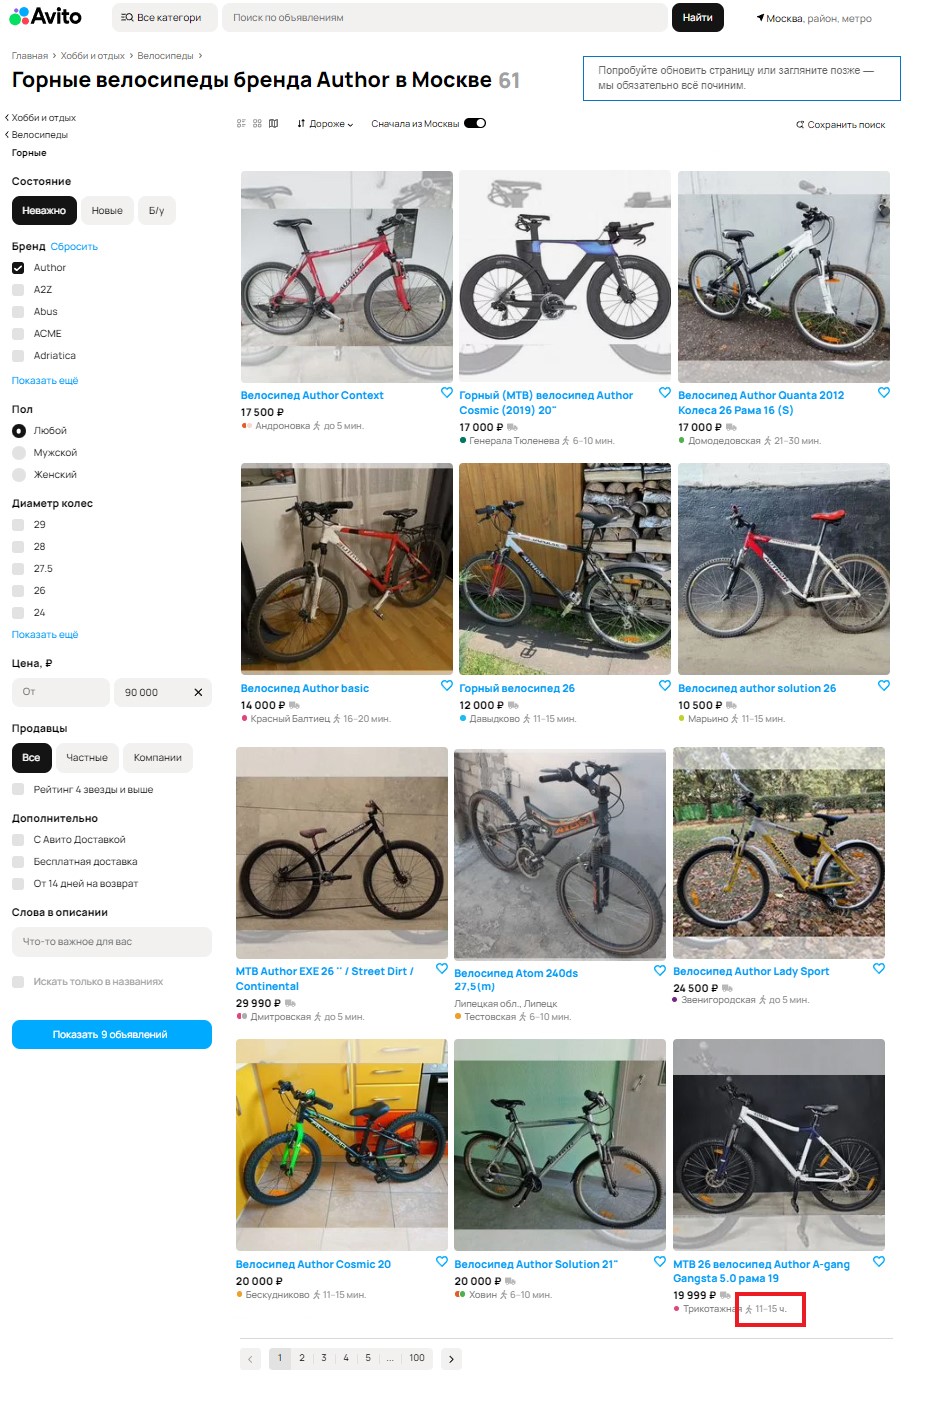 Avito
Все категори
Поиск по объявлениям
Найти
Москва, район, метро
Главная > Хобби и отдых > Велосипеды >
Горные велосипеды бренда Author в Москве 61
Попробуйте обновить страницу или загляните позже —
мы обязательно всё починим.
Хобби и отдых
Велосипеды
Горные
Дороже
Сначала из Москвы
Сохранить поиск
Состояние
Неважно
Новые
Б/у
Бренд Сбросить
Author
A2Z
Abus
ACME
Adriatica
Показать ещё
Пол
Любой
Мужской
Женский
Диаметр колес
29
28
27.5
26
24
Показать ещё
Цена, ₽
От
90 000
Продавцы
Все
Частные
Компании
Рейтинг 4 звезды и выше
Дополнительно
С Авито Доставкой
Бесплатная доставка
От 14 дней на возврат
Слова в описании
Что-то важное для вас
Искать только в названиях
Показать 9 объявлений
Велосипед Author Context
17 500 ₽
Андроновка до 5 мин.
Горный (MTB) велосипед Author
Cosmic (2019) 20"
17 000 ₽
Генерала Тюленева 6–10 мин.
Велосипед Author Quanta 2012
Колеса 26 Рама 16 (S)
17 000 ₽
Домодедовская 21–30 мин.
Велосипед Author basic
14 000 ₽
Красный Балтиец 16–20 мин.
Горный велосипед 26
12 000 ₽
Давыдково 11–15 мин.
Велосипед author solution 26
10 500 ₽
Марьино 11–15 мин.
MTB Author EXE 26 '' / Street Dirt /
Continental
29 990 ₽
Дмитровская до 5 мин.
Велосипед Atom 240ds
27,5(m)
Липецкая обл., Липецк
Тестовская 6–10 мин.
Велосипед Author Lady Sport
24 500 ₽
Звенигородская до 5 мин.
Велосипед Author Cosmic 20
20 000 ₽
Бескудниково 11–15 мин.
Велосипед Author Solution 21"
20 000 ₽
Ховин 6–10 мин.
MTB 26 велосипед Author A-gang
Gangsta 5.0 рама 19
19 999 ₽
Трикотажная 11–15 ч.
1 2 3 4 5 ... 100